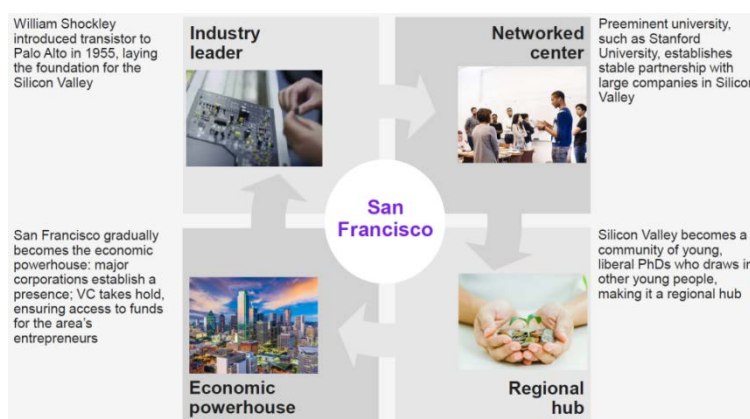 William Shockley
introduced transistor to
Palo Alto in 1955, laying
the foundation for the
Silicon Valley
Industry
leader
Networked
center
Preeminent university,
such as Stanford
University, establishes
stable partnership with
large companies in Silicon
Valley
San
Francisco
San Francisco gradually
becomes the economic
powerhouse: major
corporations establish a
presence; VC takes hold,
ensuring access to funds
for the area's
entrepreneurs
Economic
powerhouse
Regional
hub
Silicon Valley becomes a
community of young,
liberal PhDs who draws in
other young people,
making it a regional hub